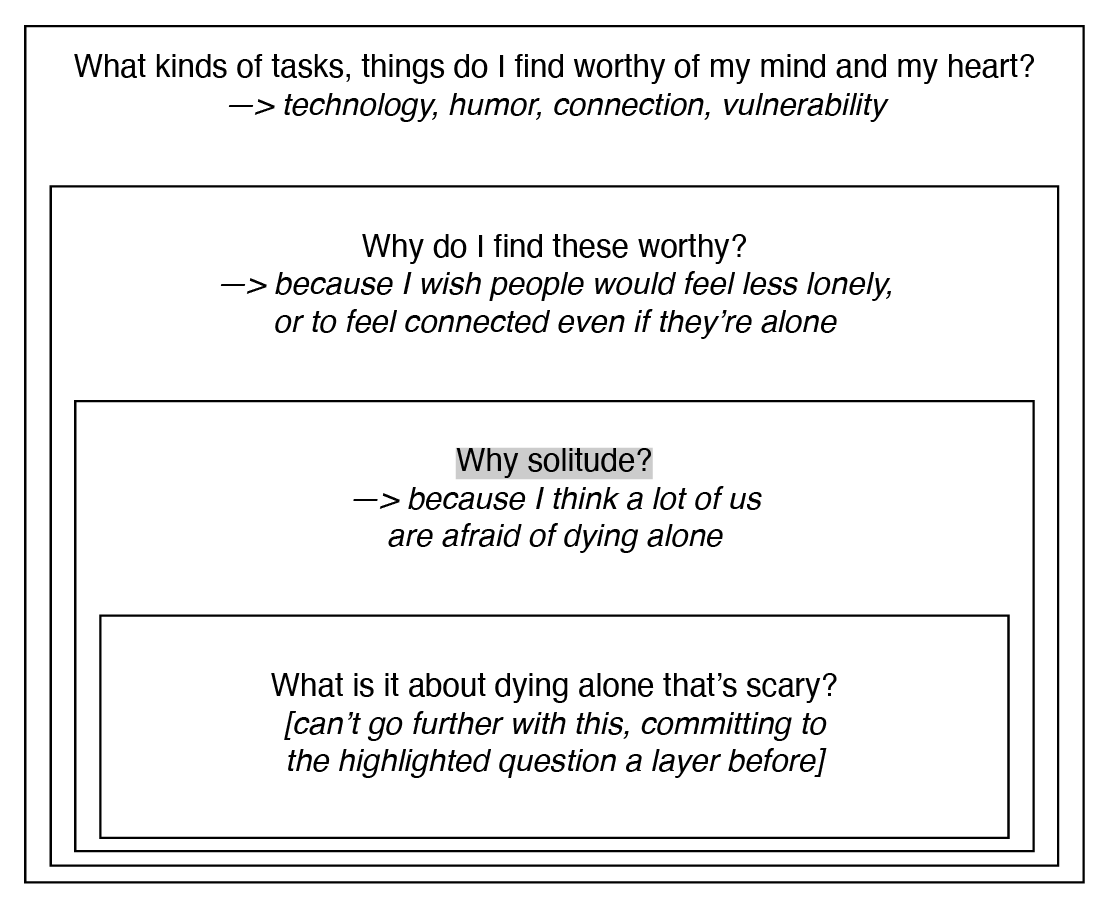 What kinds of tasks, things do I find worthy of my mind and my heart?
—> technology, humor, connection, vulnerability
Why do I find these worthy?
—> because I wish people would feel less lonely,
or to feel connected even if they’re alone
Why solitude?
—> because I think a lot of us
are afraid of dying alone
What is it about dying alone that’s scary?
[can’t go further with this, committing to
the highlighted question a layer before]